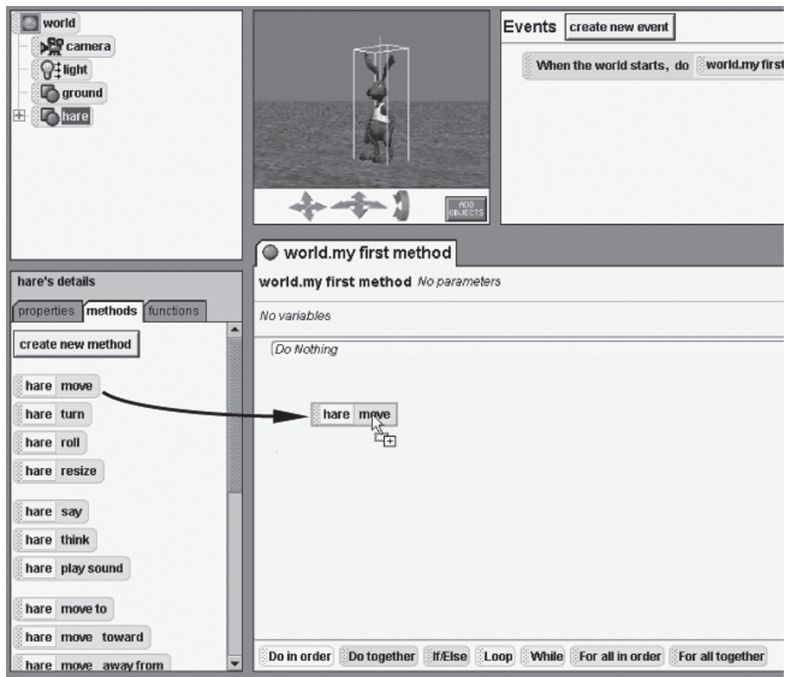 world
camera
light
ground
hare
ADD
OBJECTS
Events create new event
When the world starts, do world.my first
hare's details
properties methods functions
create new method
hare move
hare turn
hare roll
hare resize
hare say
hare think
hare play sound
hare move to
hare move toward
hare move away from
world.my first method
world.my first method No parameters
No variables
Do Nothing
hare move
Do in order Do together If/Else Loop While For all in order For all together